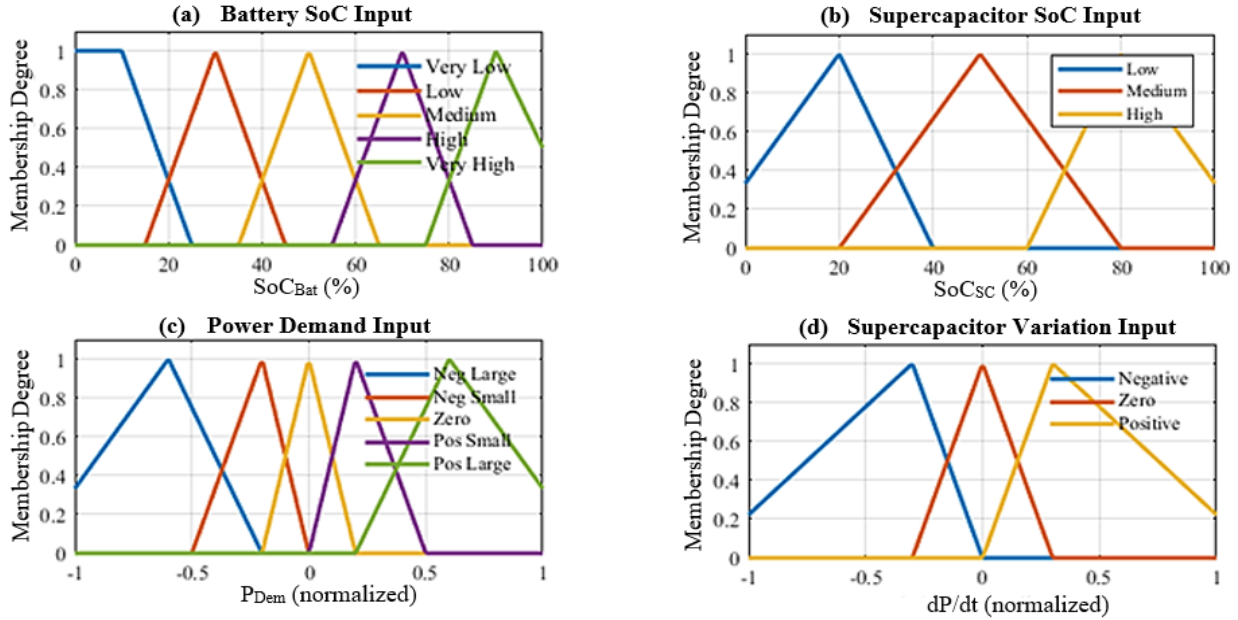 (a) Battery SoC Input
Membership Degree
1
0.8
0.6
0.4
0.2
0
0 20 40 60 80 100
SoCBat (%)
Very Low
Low
Medium
High
Very High
(b) Supercapacitor SoC Input
Membership Degree
1
0.8
0.6
0.4
0.2
0
0 20 40 60 80 100
SoCSC (%)
Low
Medium
High
(c) Power Demand Input
Membership Degree
1
0.8
0.6
0.4
0.2
0
-1 -0.5 0 0.5 1
PDem (normalized)
Neg Large
Neg Small
Zero
Pos Small
Pos Large
(d) Supercapacitor Variation Input
Membership Degree
1
0.8
0.6
0.4
0.2
0
-1 -0.5 0 0.5 1
dP/dt (normalized)
Negative
Zero
Positive